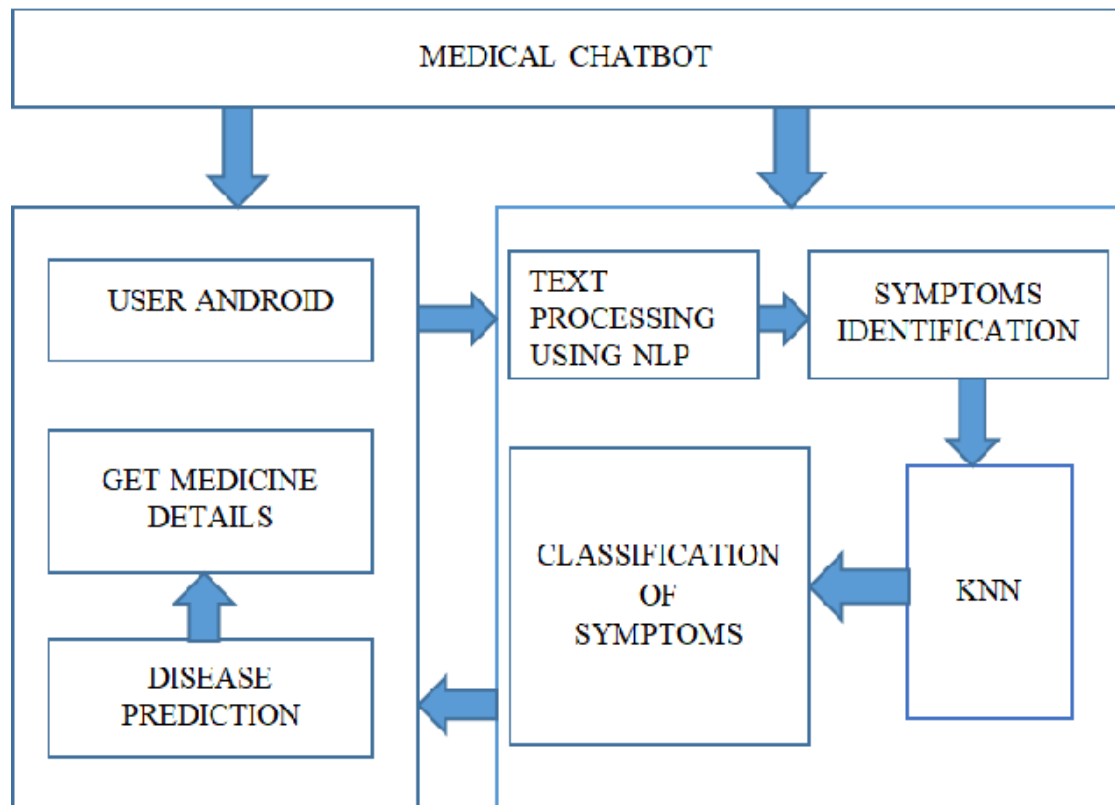 MEDICAL CHATBOT
USER ANDROID
GET MEDICINE
DETAILS
DISEASE
PREDICTION
TEXT
PROCESSING
USING NLP
SYMPTOMS
IDENTIFICATION
CLASSIFICATION
OF
SYMPTOMS
KNN